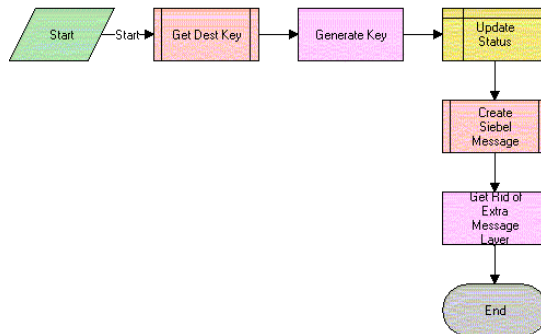 Start
Start
Get Dest Key
Generate Key
Update
Status
Create
Siebel
Message
Get Rid of
Extra
Message
Layer
End